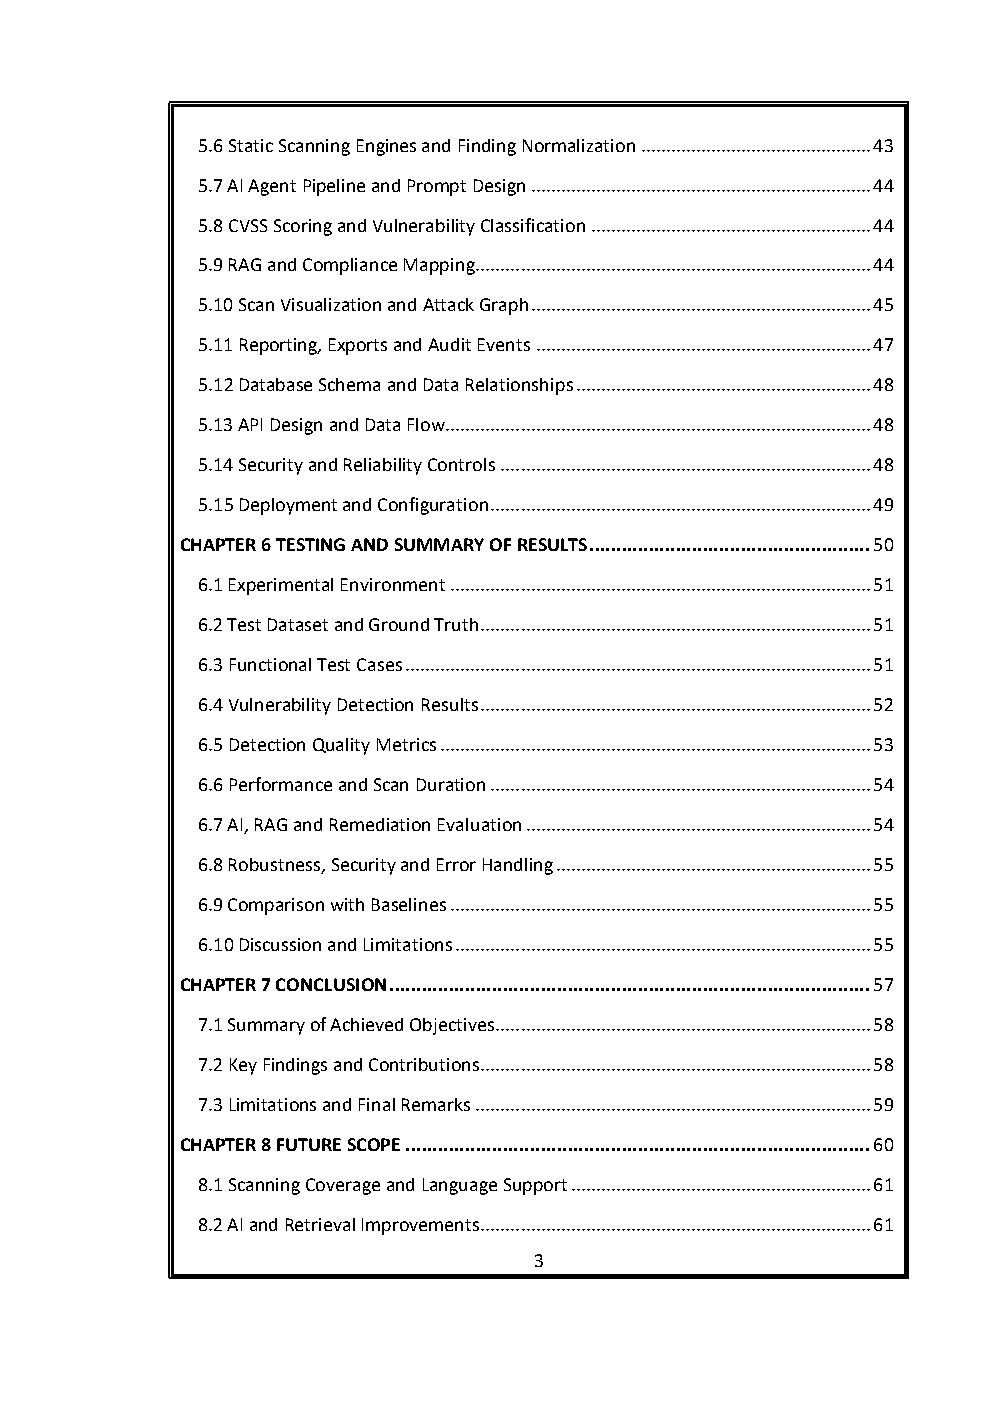 5.6 Static Scanning Engines and Finding Normalization .............................................. 43
5.7 AI Agent Pipeline and Prompt Design .................................................................... 44
5.8 CVSS Scoring and Vulnerability Classification ........................................................ 44
5.9 RAG and Compliance Mapping............................................................................... 44
5.10 Scan Visualization and Attack Graph .................................................................... 45
5.11 Reporting, Exports and Audit Events ................................................................... 47
5.12 Database Schema and Data Relationships ........................................................... 48
5.13 API Design and Data Flow..................................................................................... 48
5.14 Security and Reliability Controls .......................................................................... 48
5.15 Deployment and Configuration............................................................................ 49
CHAPTER 6 TESTING AND SUMMARY OF RESULTS.................................................... 50
6.1 Experimental Environment .................................................................................... 51
6.2 Test Dataset and Ground Truth.............................................................................. 51
6.3 Functional Test Cases ............................................................................................. 51
6.4 Vulnerability Detection Results.............................................................................. 52
6.5 Detection Quality Metrics ...................................................................................... 53
6.6 Performance and Scan Duration ............................................................................ 54
6.7 AI, RAG and Remediation Evaluation ..................................................................... 54
6.8 Robustness, Security and Error Handling ............................................................... 55
6.9 Comparison with Baselines .................................................................................... 55
6.10 Discussion and Limitations ................................................................................... 55
CHAPTER 7 CONCLUSION......................................................................................... 57
7.1 Summary of Achieved Objectives........................................................................... 58
7.2 Key Findings and Contributions.............................................................................. 58
7.3 Limitations and Final Remarks ............................................................................... 59
CHAPTER 8 FUTURE SCOPE ...................................................................................... 60
8.1 Scanning Coverage and Language Support ............................................................ 61
8.2 AI and Retrieval Improvements.............................................................................. 61
3